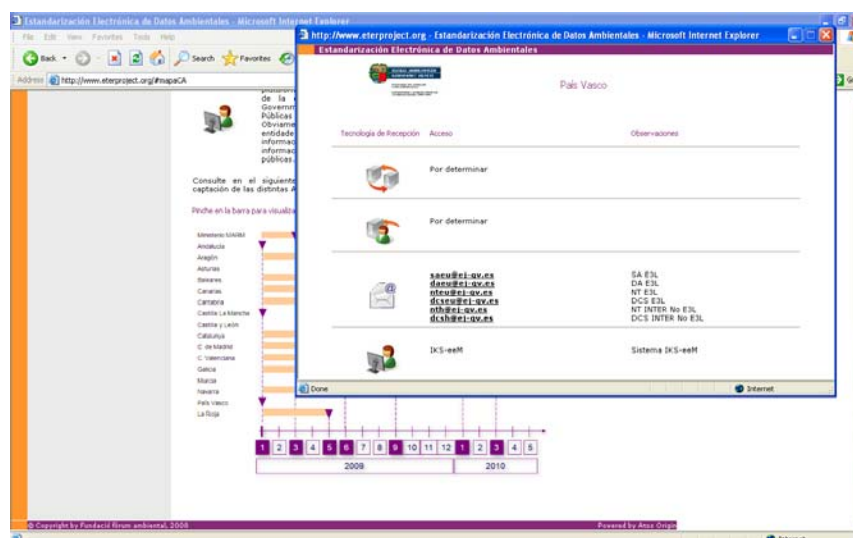 Estandarización Electrónica de Datos Ambientales - Microsoft Internet Explorer
File Edit View Favorites Tools Help
Back Search Favorites
Address http://www.eterproject.org/#mapaCA
de la
Públicas
públicas.
Consulte en el siguiente
captación de las distintas A
Pinche en la barra para visualiza
Ministerio MARM
Andalucía
Aragón
Asturias
Baleares
Canarias
Cantabria
Castilla La Mancha
Castilla y León
Catalunya
C. de Madrid
C. Valenciana
Galicia
Murcia
Navarra
País Vasco
La Rioja
1 2 3 4 5 6 7 8 9 10 11 12 1 2 3 4 5
2009 2010
© Copyright by Fundació fòrum ambiental, 2008 Powered by Atos Origin
Internet
http://www.eterproject.org - Estandarización Electrónica de Datos Ambientales - Microsoft Internet Explorer
Estandarización Electrónica de Datos Ambientales
País Vasco
Tecnología de Recepción Acceso Observaciones
Por determinar
Por determinar
saeu@ej-gv.es SA E3L
daeu@ej-gv.es DA E3L
nteu@ej-gv.es NT E3L
dcseu@ej-gv.es DCS E3L
nth@ej-gv.es NT INTER No E3L
dcsh@ej-gv.es DCS INTER No E3L
IKS-eeM Sistema IKS-eeM
Done Internet